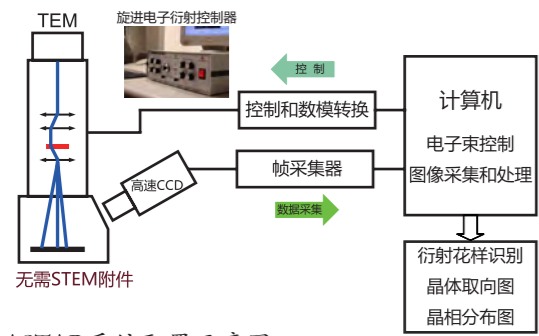 TEM
旋进电子衍射控制器
控 制
控制和数模转换
计算机
电子束控制
图像采集和处理
高速CCD
帧采集器
数据采集
无需STEM附件
衍射花样识别
晶体取向图
晶相分布图